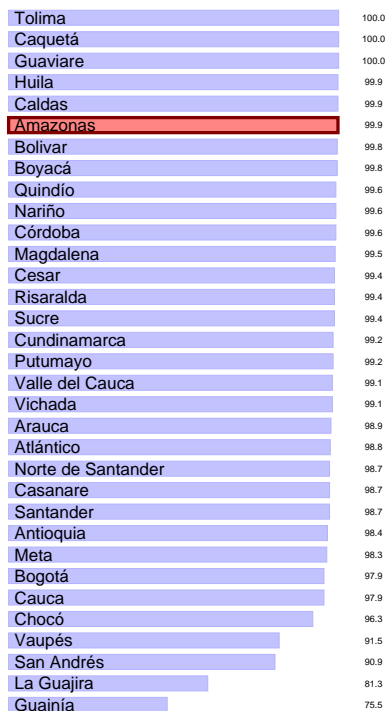 Tolima 100.0
Caquetá 100.0
Guaviare 100.0
Huila 99.9
Caldas 99.9
Amazonas 99.9
Bolivar 99.8
Boyacá 99.8
Quindío 99.6
Nariño 99.6
Córdoba 99.6
Magdalena 99.5
Cesar 99.4
Risaralda 99.4
Sucre 99.4
Cundinamarca 99.2
Putumayo 99.2
Valle del Cauca 99.1
Vichada 99.1
Arauca 98.9
Atlántico 98.8
Norte de Santander 98.7
Casanare 98.7
Santander 98.7
Antioquia 98.4
Meta 98.3
Bogotá 97.9
Cauca 97.9
Chocó 96.3
Vaupés 91.5
San Andrés 90.9
La Guajira 81.3
Guainía 75.5